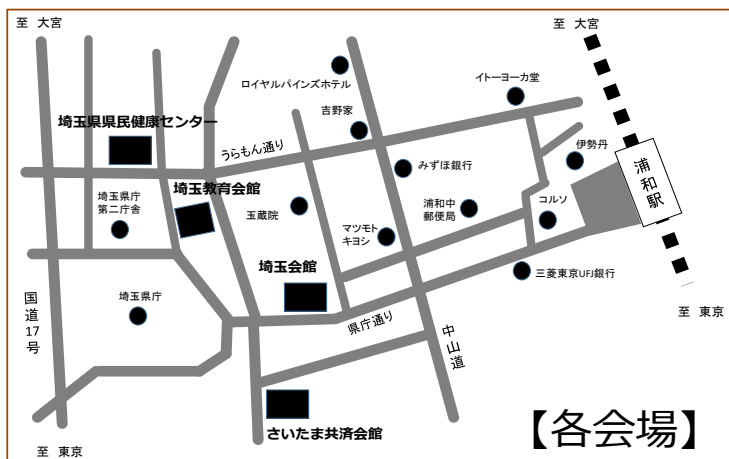 至 大宮
至 大宮
ロイヤルパインズホテル
イトーヨーカ堂
吉野家
埼玉県県民健康センター
うらもん通り
伊勢丹
みずほ銀行
浦和駅
埼玉教育会館
埼玉県庁
第二庁舎
玉蔵院
浦和中
郵便局
コルソ
マツモト
キヨシ
埼玉会館
三菱東京UFJ銀行
国道17号
埼玉県庁
県庁通り
至 東京
中山道
さいたま共済会館
【各会場】
至 東京